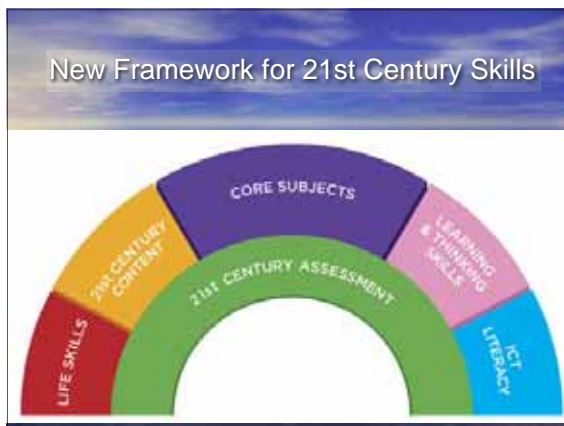 New Framework for 21st Century Skills
LIFE SKILLS
21st CENTURY
CONTENT
CORE SUBJECTS
LEARNING
& THINKING
SKILLS
ICT
LITERACY
21st CENTURY ASSESSMENT